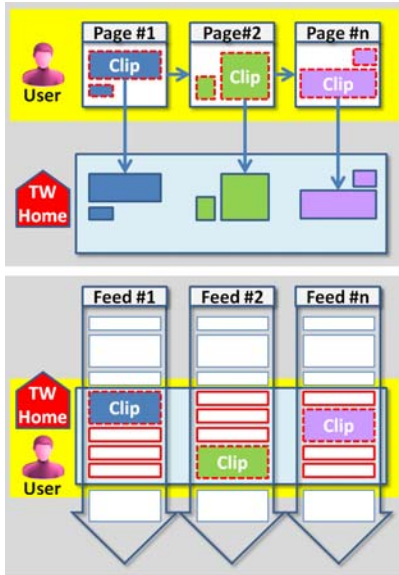 Page #1 Page#2 Page #n
Clip
Clip
Clip
User
TW
Home
Feed #1 Feed #2 Feed #n
TW
Home
Clip
Clip
Clip
User